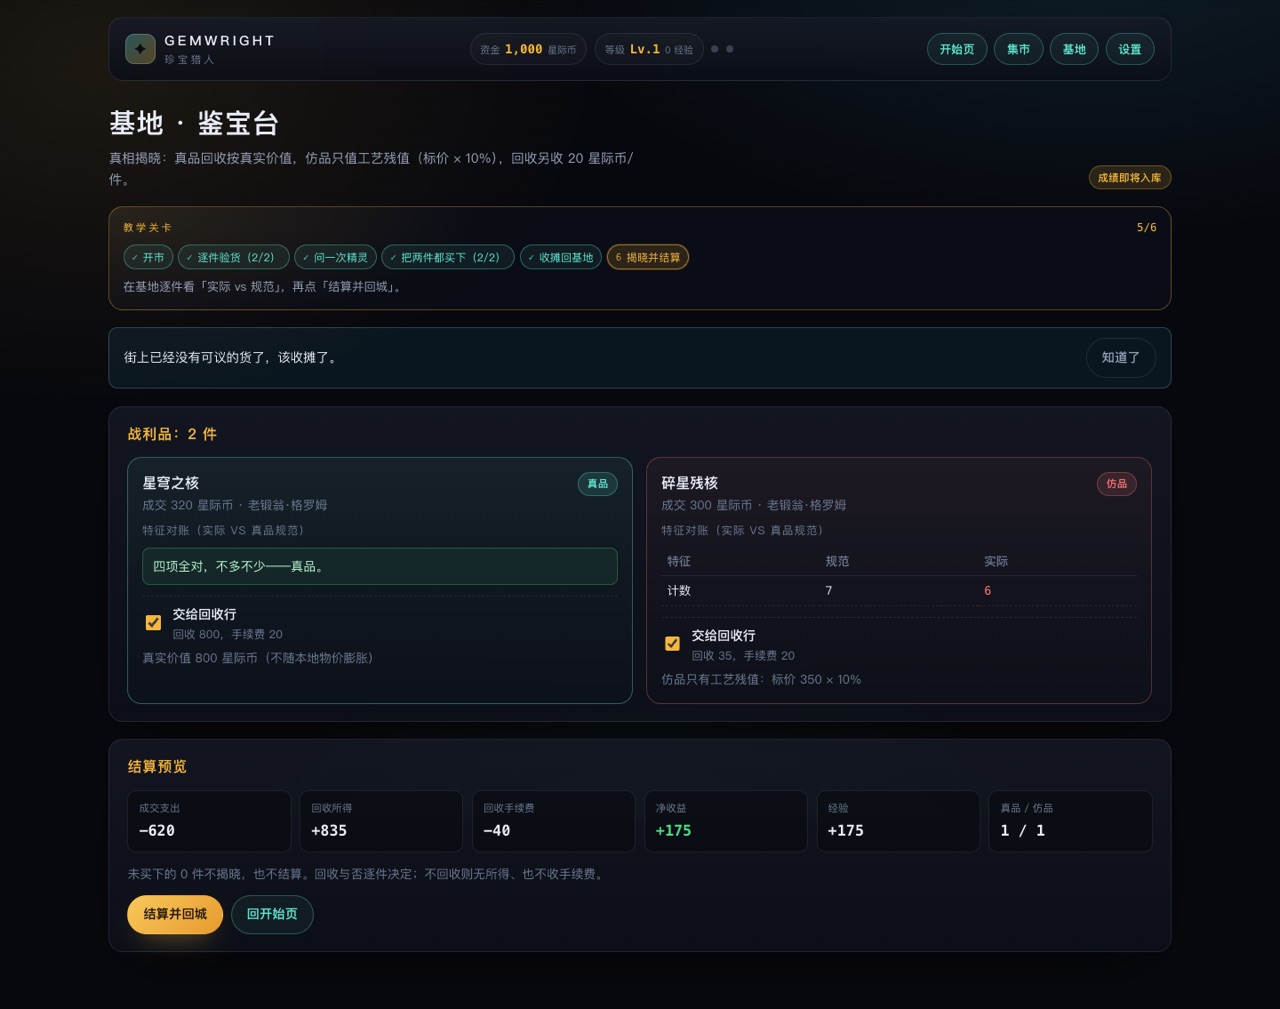 GEMWRIGHT
珍宝猎人
资金 1,000 星际币
等级 Lv.1 0 经验
开始页
集市
基地
设置
基地 · 鉴宝台
真相揭晓：真品回收按真实价值，仿品只值工艺残值（标价 × 10%），回收另收 20 星际币/
件。
成绩即将入库
教学关卡
5/6
✓ 开市
✓ 逐件验货（2/2）
✓ 问一次精灵
✓ 把两件都买下（2/2）
✓ 收摊回基地
6 揭晓并结算
在基地逐件看「实际 vs 规范」，再点「结算并回城」。
街上已经没有可议的货了，该收摊了。
知道了
战利品：2 件
星穹之核
真品
成交 320 星际币 · 老锻翁·格罗姆
特征对账（实际 VS 真品规范）
四项全对，不多不少——真品。
交给回收行
回收 800，手续费 20
真实价值 800 星际币（不随本地物价膨胀）
碎星残核
仿品
成交 300 星际币 · 老锻翁·格罗姆
特征对账（实际 VS 真品规范）
特征 规范 实际
计数 7 6
交给回收行
回收 35，手续费 20
仿品只有工艺残值：标价 350 × 10%
结算预览
成交支出
−620
回收所得
+835
回收手续费
−40
净收益
+175
经验
+175
真品 / 仿品
1 / 1
未买下的 0 件不揭晓，也不结算。回收与否逐件决定；不回收则无所得、也不收手续费。
结算并回城
回开始页